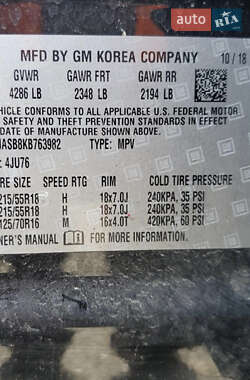 AUTO.RIA.com
MFD BY GM KOREA COMPANY 10 / 18
GVWR GAWR FRT GAWR RR
4286 LB 2348 LB 2194 LB
VEHICLE CONFORMS TO ALL APPLICABLE U.S. FEDERAL MOTOR
SAFETY AND THEFT PREVENTION STANDARDS IN EFFECT
DATE OF MANUFACTURE SHOWN ABOVE.
ASB8KB763982 TYPE: MPV
: 4JU76
SIZE SPEED RTG RIM COLD TIRE PRESSURE
215/55R18 H 18x7.0J 240KPA, 35 PSI
215/55R18 H 18x7.0J 240KPA, 35 PSI
125/70R16 M 16x4.0T 420KPA, 60 PSI
NER'S MANUAL FOR MORE INFORMATION.